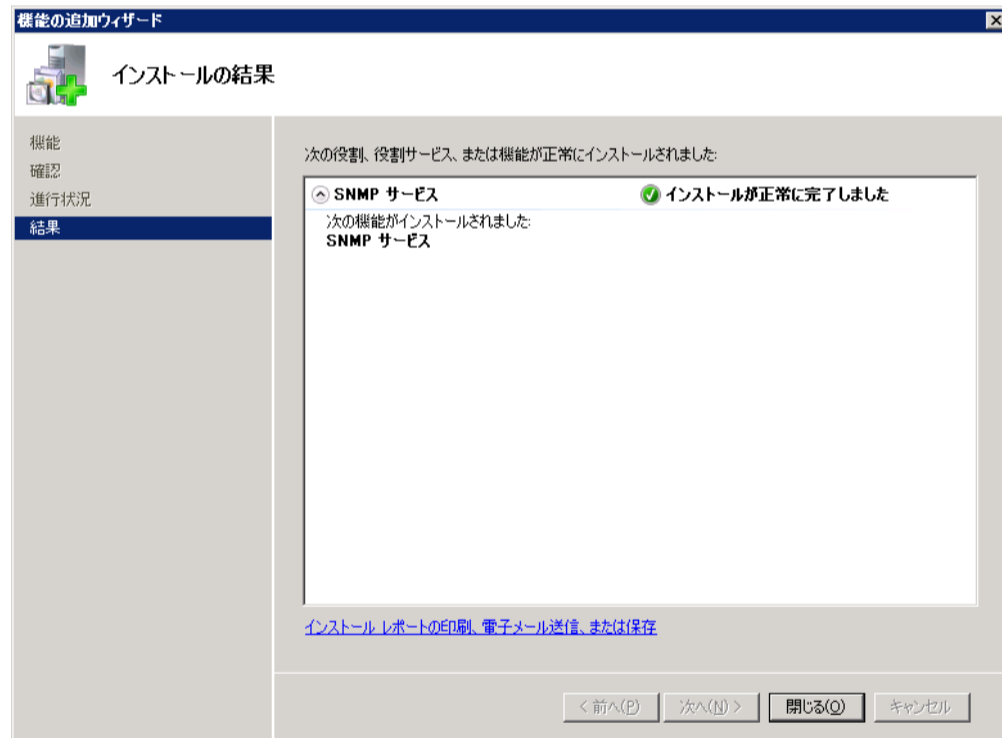 機能の追加ウィザード
インストールの結果
機能
確認
進行状況
結果
次の役割、役割サービス、または機能が正常にインストールされました:
SNMP サービス
インストールが正常に完了しました
次の機能がインストールされました:
SNMP サービス
インストール レポートの印刷、電子メール送信、または保存
< 前へ(P)
次へ(N) >
閉じる(O)
キャンセル